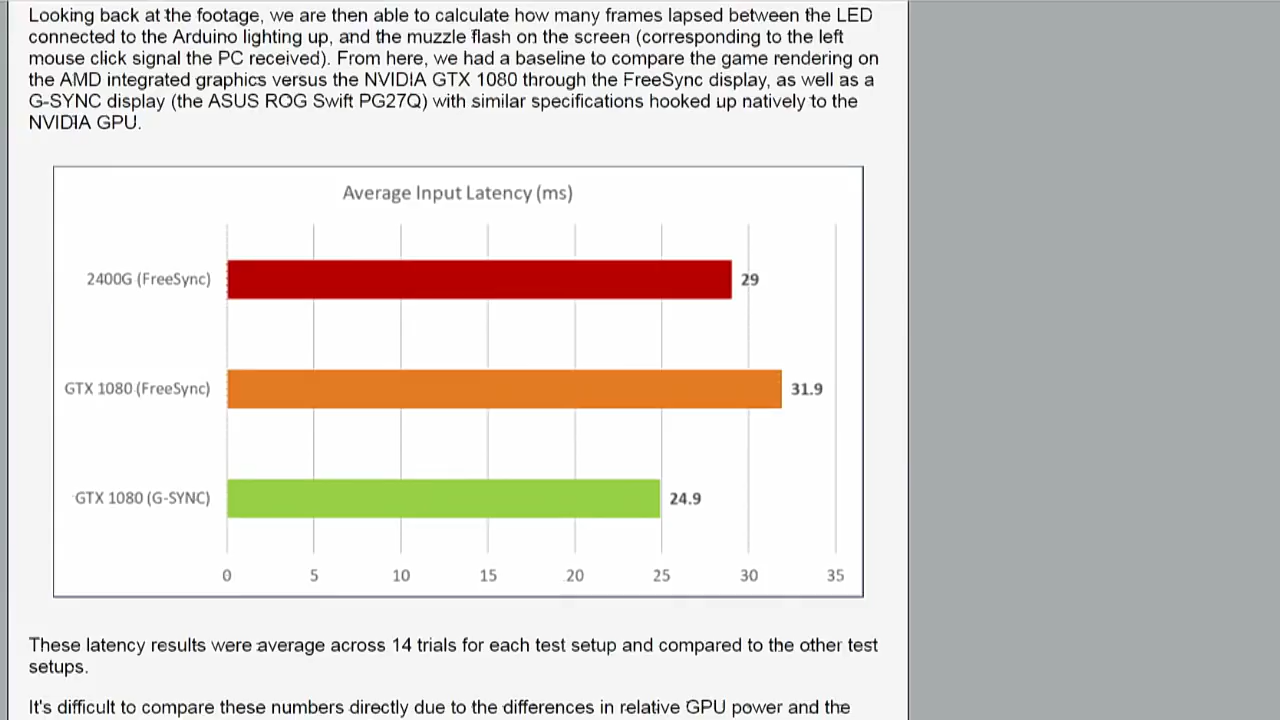 Looking back at the footage, we are then able to calculate how many frames lapsed between the LED
connected to the Arduino lighting up, and the muzzle flash on the screen (corresponding to the left
mouse click signal the PC received). From here, we had a baseline to compare the game rendering on
the AMD integrated graphics versus the NVIDIA GTX 1080 through the FreeSync display, as well as a
G-SYNC display (the ASUS ROG Swift PG27Q) with similar specifications hooked up natively to the
NVIDIA GPU.
Average Input Latency (ms)
2400G (FreeSync)
29
GTX 1080 (FreeSync)
31.9
GTX 1080 (G-SYNC)
24.9
0 5 10 15 20 25 30 35
These latency results were average across 14 trials for each test setup and compared to the other test
setups.
It's difficult to compare these numbers directly due to the differences in relative GPU power and the